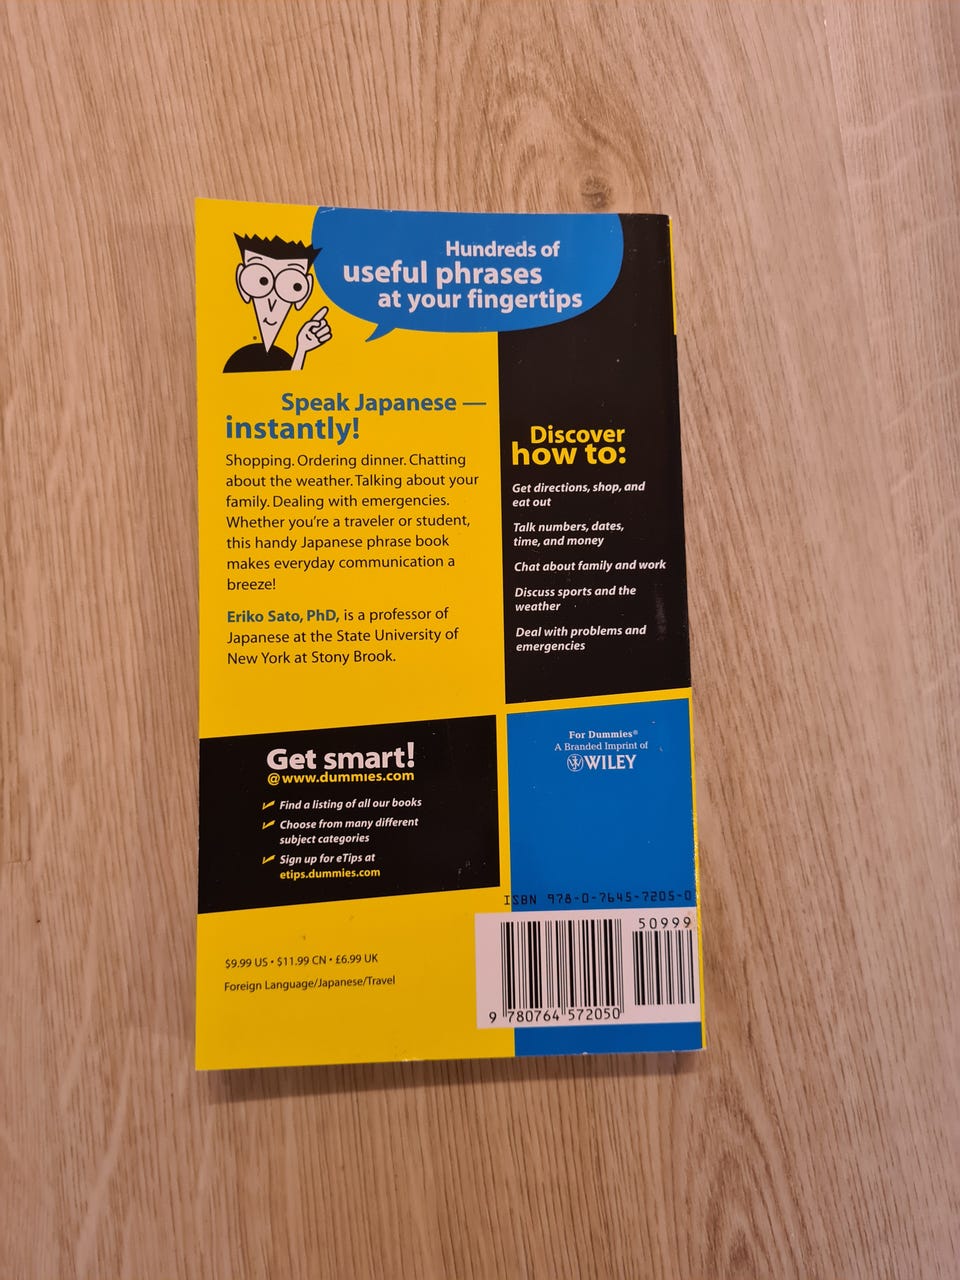 Hundreds of
useful phrases
at your fingertips
Speak Japanese —
instantly!
Shopping. Ordering dinner. Chatting
about the weather. Talking about your
family. Dealing with emergencies.
Whether you're a traveler or student,
this handy Japanese phrase book
makes everyday communication a
breeze!
Eriko Sato, PhD, is a professor of
Japanese at the State University of
New York at Stony Brook.
Discover
how to:
Get directions, shop, and
eat out
Talk numbers, dates,
time, and money
Chat about family and work
Discuss sports and the
weather
Deal with problems and
emergencies
Get smart!
@www.dummies.com
Find a listing of all our books
Choose from many different
subject categories
Sign up for eTips at
etips.dummies.com
For Dummies®
A Branded Imprint of
WILEY
$9.99 US • $11.99 CN • £6.99 UK
Foreign Language/Japanese/Travel
ISBN 978-0-7645-7205-0
50999
9 780764 572050